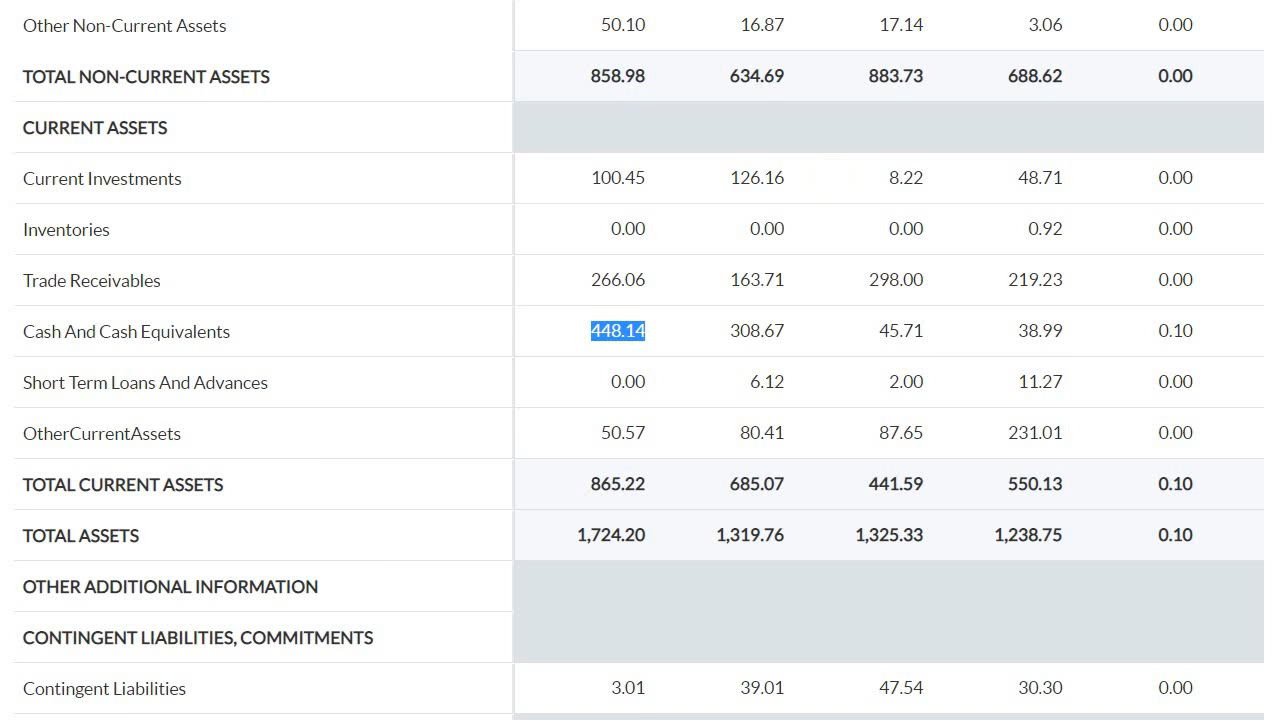 Other Non-Current Assets 50.10 16.87 17.14 3.06 0.00
TOTAL NON-CURRENT ASSETS 858.98 634.69 883.73 688.62 0.00
CURRENT ASSETS
Current Investments 100.45 126.16 8.22 48.71 0.00
Inventories 0.00 0.00 0.00 0.92 0.00
Trade Receivables 266.06 163.71 298.00 219.23 0.00
Cash And Cash Equivalents 448.14 308.67 45.71 38.99 0.10
Short Term Loans And Advances 0.00 6.12 2.00 11.27 0.00
OtherCurrentAssets 50.57 80.41 87.65 231.01 0.00
TOTAL CURRENT ASSETS 865.22 685.07 441.59 550.13 0.10
TOTAL ASSETS 1,724.20 1,319.76 1,325.33 1,238.75 0.10
OTHER ADDITIONAL INFORMATION
CONTINGENT LIABILITIES, COMMITMENTS
Contingent Liabilities 3.01 39.01 47.54 30.30 0.00